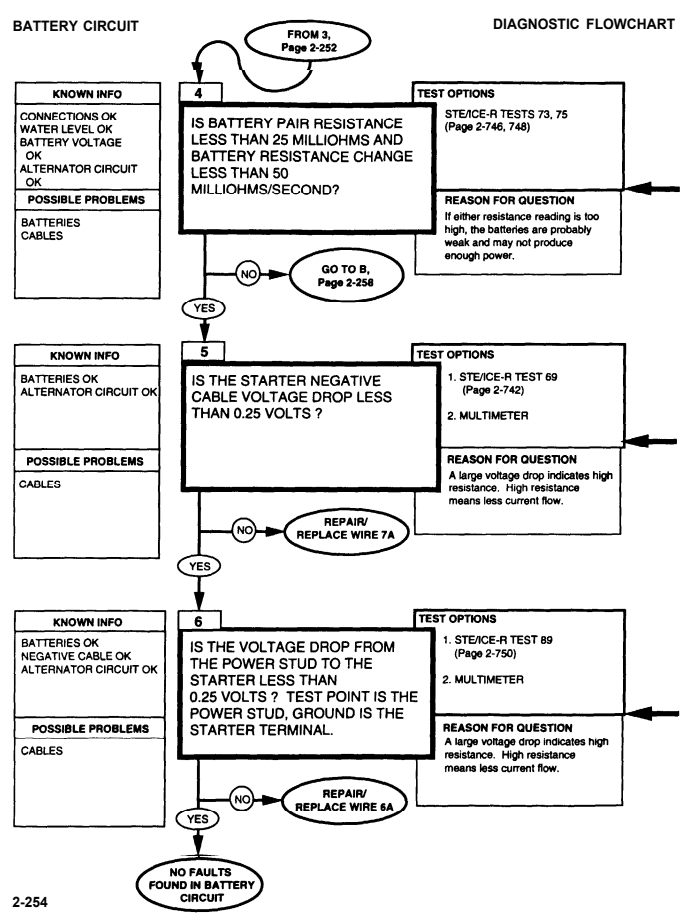 BATTERY CIRCUIT
DIAGNOSTIC FLOWCHART
FROM 3,
Page 2-252
KNOWN INFO
CONNECTIONS OK
WATER LEVEL OK
BATTERY VOLTAGE
OK
ALTERNATOR CIRCUIT
OK
POSSIBLE PROBLEMS
BATTERIES
CABLES
4
IS BATTERY PAIR RESISTANCE
LESS THAN 25 MILLIOHMS AND
BATTERY RESISTANCE CHANGE
LESS THAN 50
MILLIOHMS/SECOND?
TEST OPTIONS
STE/ICE-R TESTS 73, 75
(Page 2-746, 748)
REASON FOR QUESTION
If either resistance reading is too
high, the batteries are probably
weak and may not produce
enough power.
NO
GO TO B,
Page 2-258
YES
KNOWN INFO
BATTERIES OK
ALTERNATOR CIRCUIT OK
POSSIBLE PROBLEMS
CABLES
5
IS THE STARTER NEGATIVE
CABLE VOLTAGE DROP LESS
THAN 0.25 VOLTS ?
TEST OPTIONS
1. STE/ICE-R TEST 69
(Page 2-742)
2. MULTIMETER
REASON FOR QUESTION
A large voltage drop indicates high
resistance. High resistance
means less current flow.
NO
REPAIR/
REPLACE WIRE 7A
YES
KNOWN INFO
BATTERIES OK
NEGATIVE CABLE OK
ALTERNATOR CIRCUIT OK
POSSIBLE PROBLEMS
CABLES
6
IS THE VOLTAGE DROP FROM
THE POWER STUD TO THE
STARTER LESS THAN
0.25 VOLTS ? TEST POINT IS THE
POWER STUD, GROUND IS THE
STARTER TERMINAL.
TEST OPTIONS
1. STE/ICE-R TEST 89
(Page 2-750)
2. MULTIMETER
REASON FOR QUESTION
A large voltage drop indicates high
resistance. High resistance
means less current flow.
NO
REPAIR/
REPLACE WIRE 6A
YES
NO FAULTS
FOUND IN BATTERY
CIRCUIT
2-254